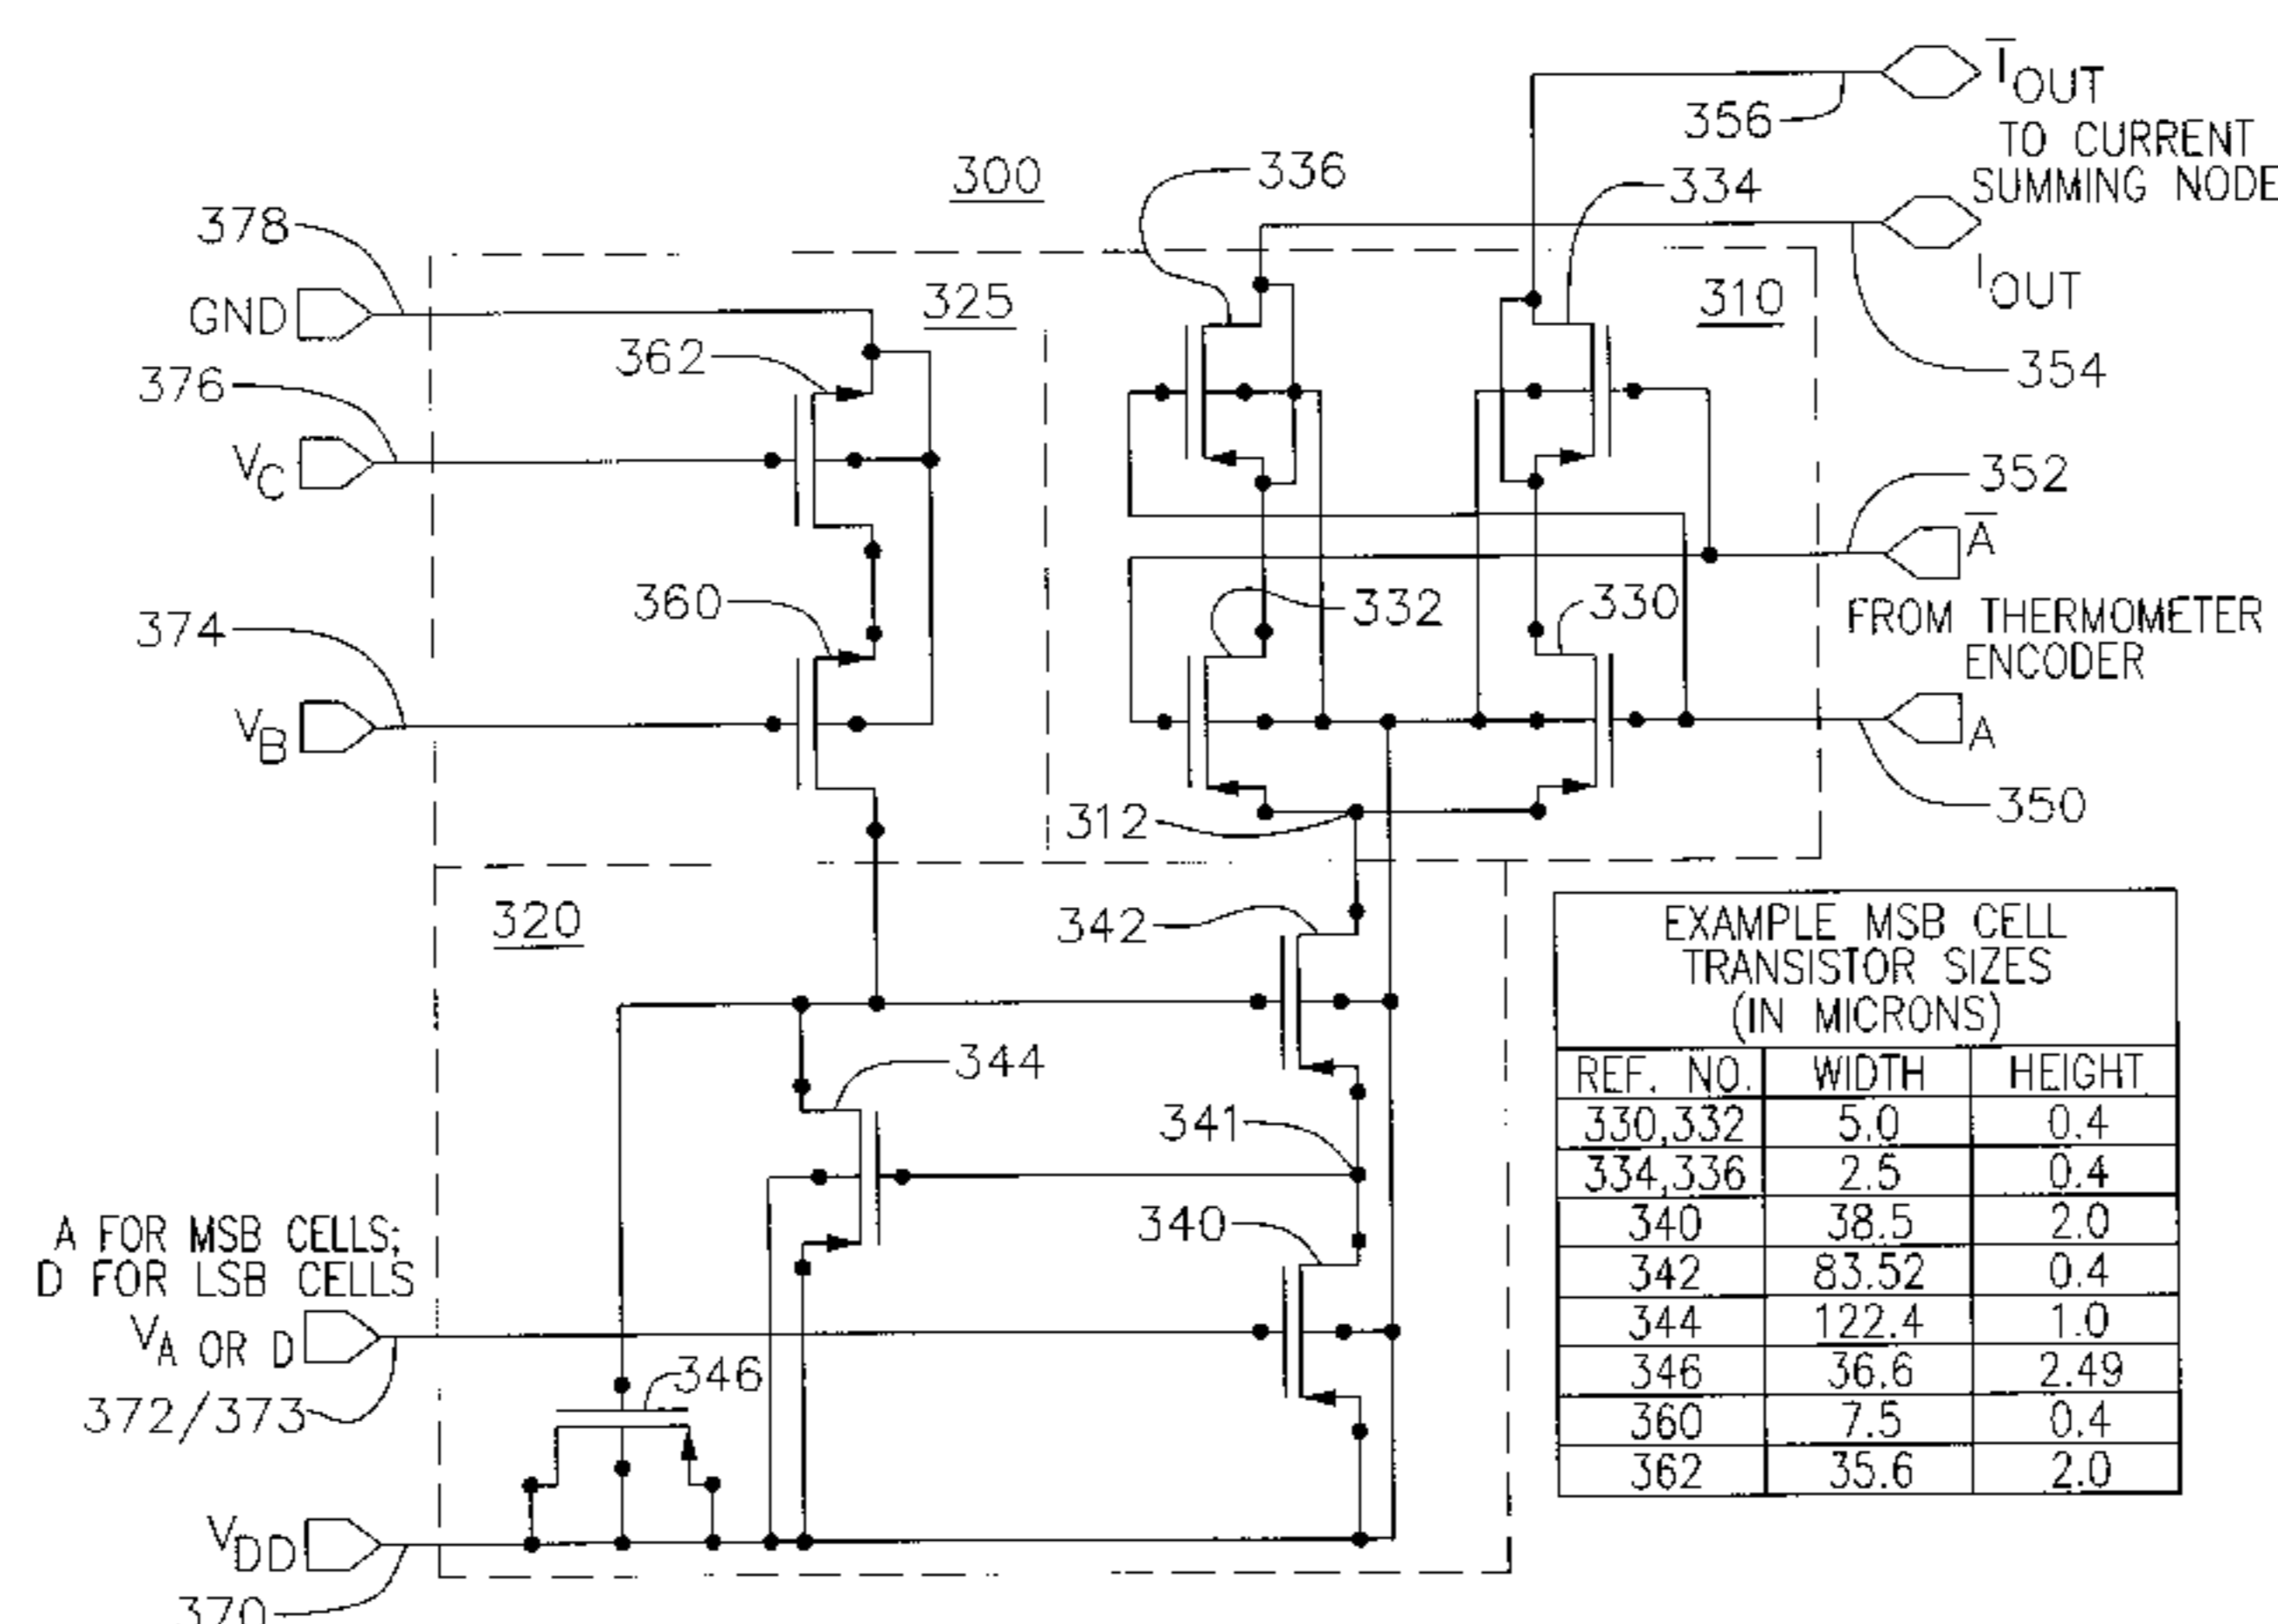 I̅OUT
356
TO CURRENT
SUMMING NODE
300
336
334
378
325
310
IOUT
GND
362
354
376
VC
352
A̅
360
332
330
FROM THERMOMETER
ENCODER
374
VB
A
312
350
320
342
EXAMPLE MSB CELL
TRANSISTOR SIZES
(IN MICRONS)
REF. NO. WIDTH HEIGHT
330,332 5.0 0.4
334,336 2.5 0.4
340 38.5 2.0
342 83.52 0.4
344 122.4 1.0
346 36.6 2.49
360 7.5 0.4
362 35.6 2.0
344
341
340
A FOR MSB CELLS;
D FOR LSB CELLS
VA OR D
346
372/373
VDD
370